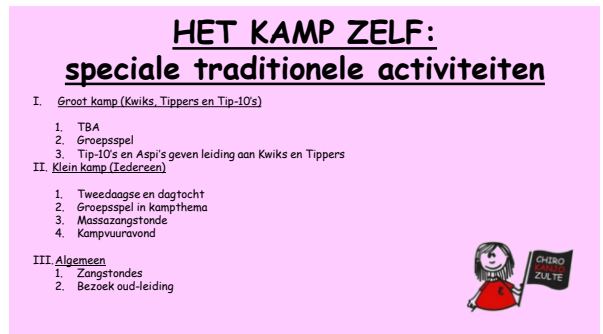 HET KAMP ZELF:
speciale traditionele activiteiten
I. Groot kamp (Kwiks, Tippers en Tip-10's)
1. TBA
2. Groepsspel
3. Tip-10's en Aspi's geven leiding aan Kwiks en Tippers
II. Klein kamp (Iedereen)
1. Tweedaagse en dagtocht
2. Groepsspel in kampthema
3. Massazangstonde
4. Kampvuuravond
III. Algemeen
1. Zangstondes
2. Bezoek oud-leiding
CHIRO
KANJO
ZULTE